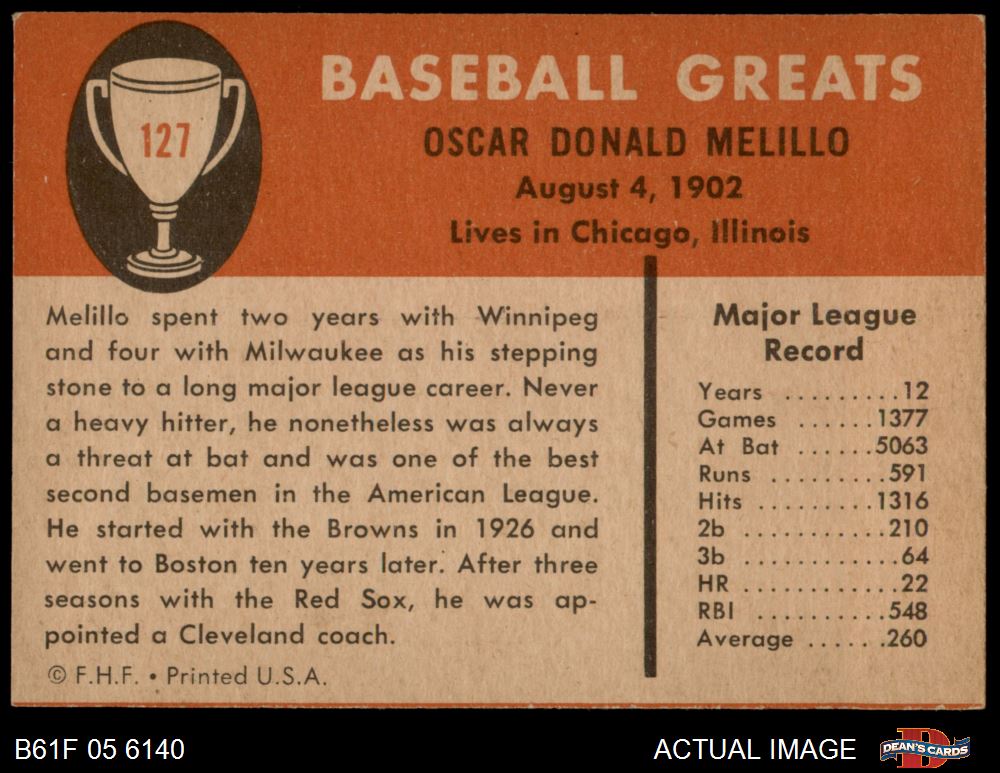 127
BASEBALL GREATS
OSCAR DONALD MELILLO
August 4, 1902
Lives in Chicago, Illinois
Melillo spent two years with Winnipeg
and four with Milwaukee as his stepping
stone to a long major league career. Never
a heavy hitter, he nonetheless was always
a threat at bat and was one of the best
second basemen in the American League.
He started with the Browns in 1926 and
went to Boston ten years later. After three
seasons with the Red Sox, he was ap-
pointed a Cleveland coach.
© F.H.F. • Printed U.S.A.
Major League
Record
Years .........12
Games ......1377
At Bat ......5063
Runs .........591
Hits .........1316
2b ...........210
3b ............64
HR ...........22
RBI ..........548
Average ......260
B61F 05 6140
ACTUAL IMAGE
DEAN'S CARDS